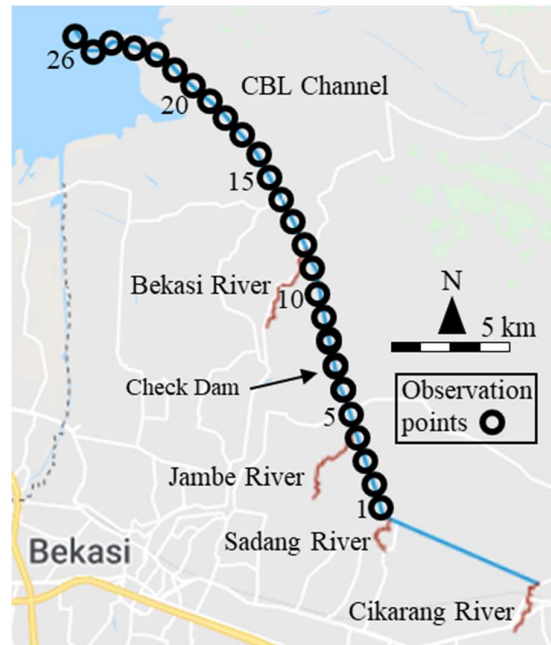 26
CBL Channel
20
15
Bekasi River
10
N
5 km
Check Dam
Observation
points
5
Jambe River
1
Sadang River
Bekasi
Cikarang River